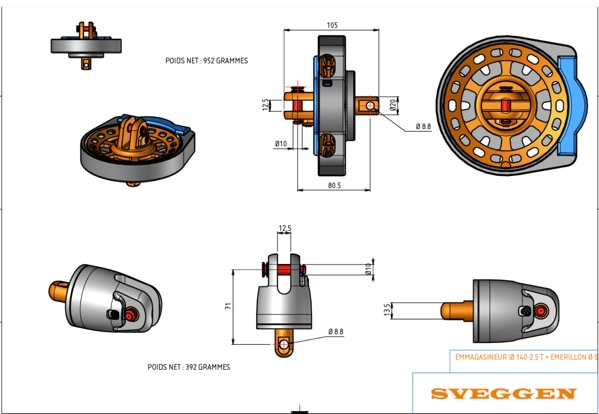 105
POIDS NET : 952 GRAMMES
12,5
Ø20
Ø 8.8
Ø10
80.5
12,5
Ø10
71
13,5
Ø 8.8
EMMAGASINEUR (Ø 140-2.5 T + EMERILLON Ø
POIDS NET : 392 GRAMMES
SVEGGEN